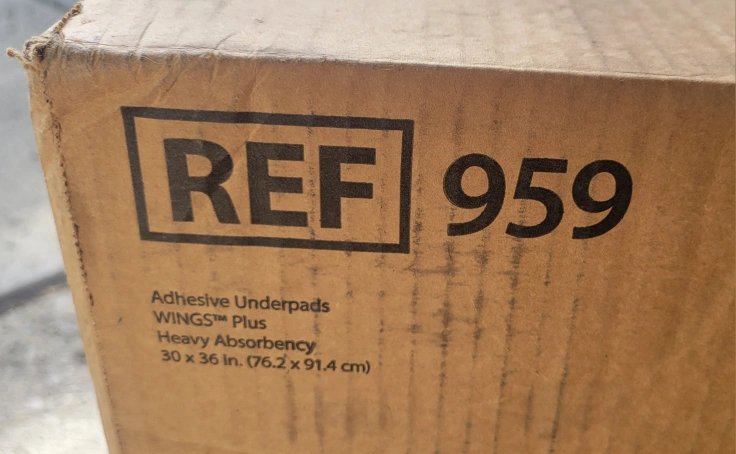 REF 959
Adhesive Underpads
WINGS™ Plus
Heavy Absorbency
30 x 36 in. (76.2 x 91.4 cm)